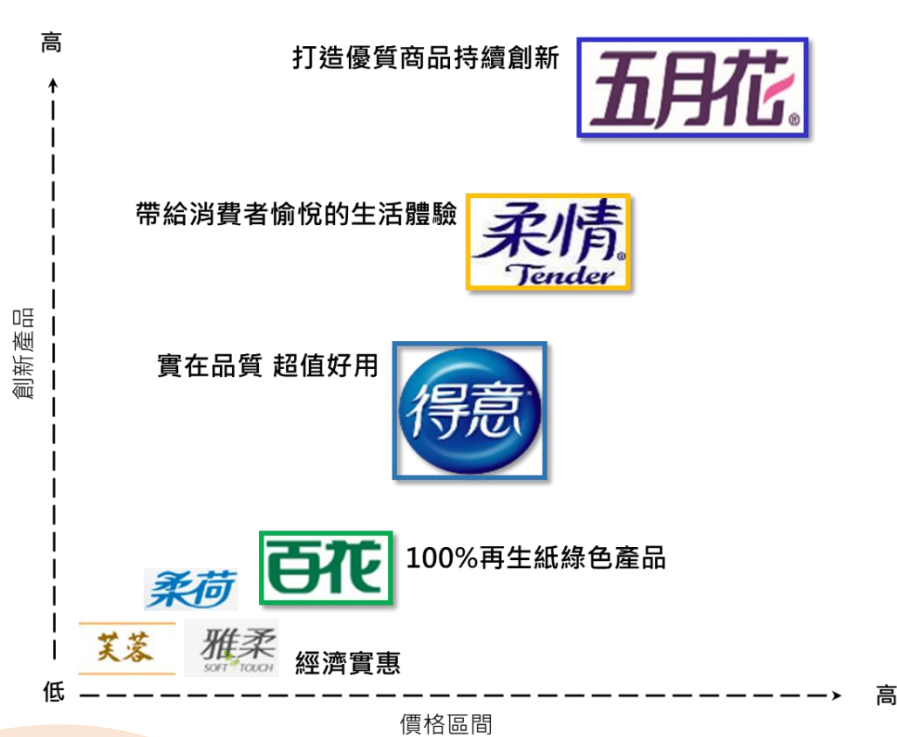 高
打造優質商品持續創新
五月花®
帶給消費者愉悅的生活體驗
柔情®
Tender
創新產品
實在品質 超值好用
得意
百花
100%再生紙綠色產品
柔荷
芙蓉
雅柔
SOFT TOUCH
經濟實惠
低
高
價格區間